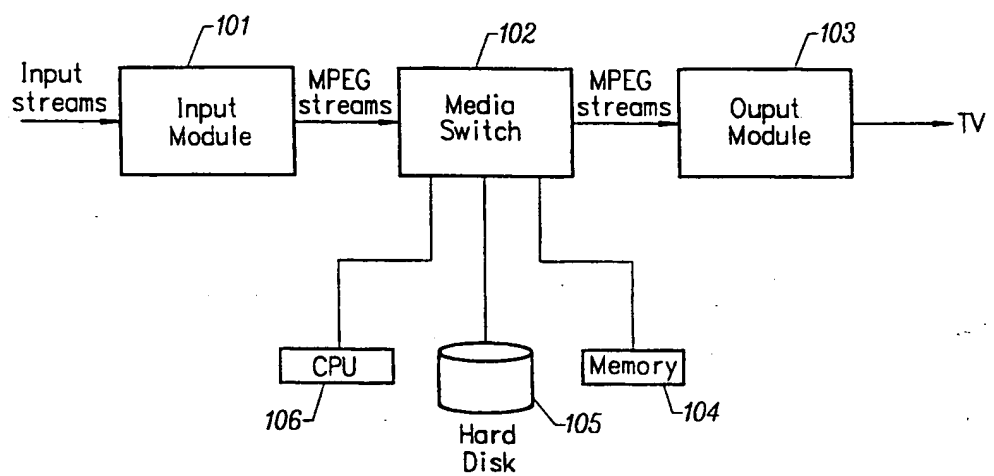 101
102
103
Input
streams
Input
Module
MPEG
streams
Media
Switch
MPEG
streams
Ouput
Module
TV
CPU
106
Hard
Disk
105
Memory
104